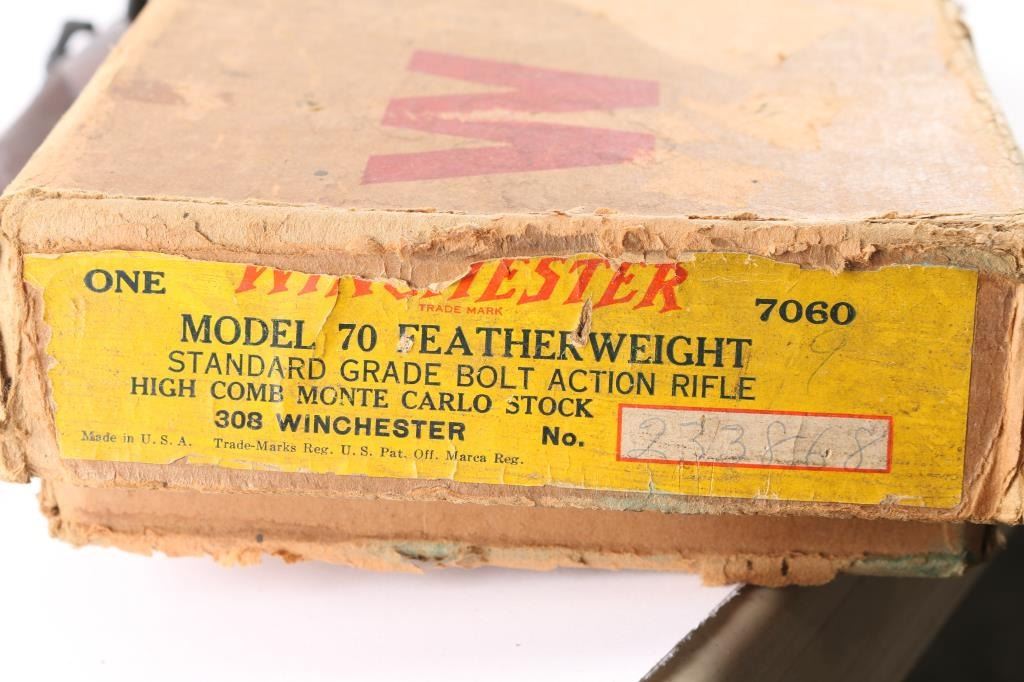 W
ONE WINCHESTER 7060
TRADE MARK
MODEL 70 FEATHERWEIGHT
9
STANDARD GRADE BOLT ACTION RIFLE
HIGH COMB MONTE CARLO STOCK
308 WINCHESTER No. 233868
Made in U. S. A. Trade-Marks Reg. U. S. Pat. Off. Marca Reg.